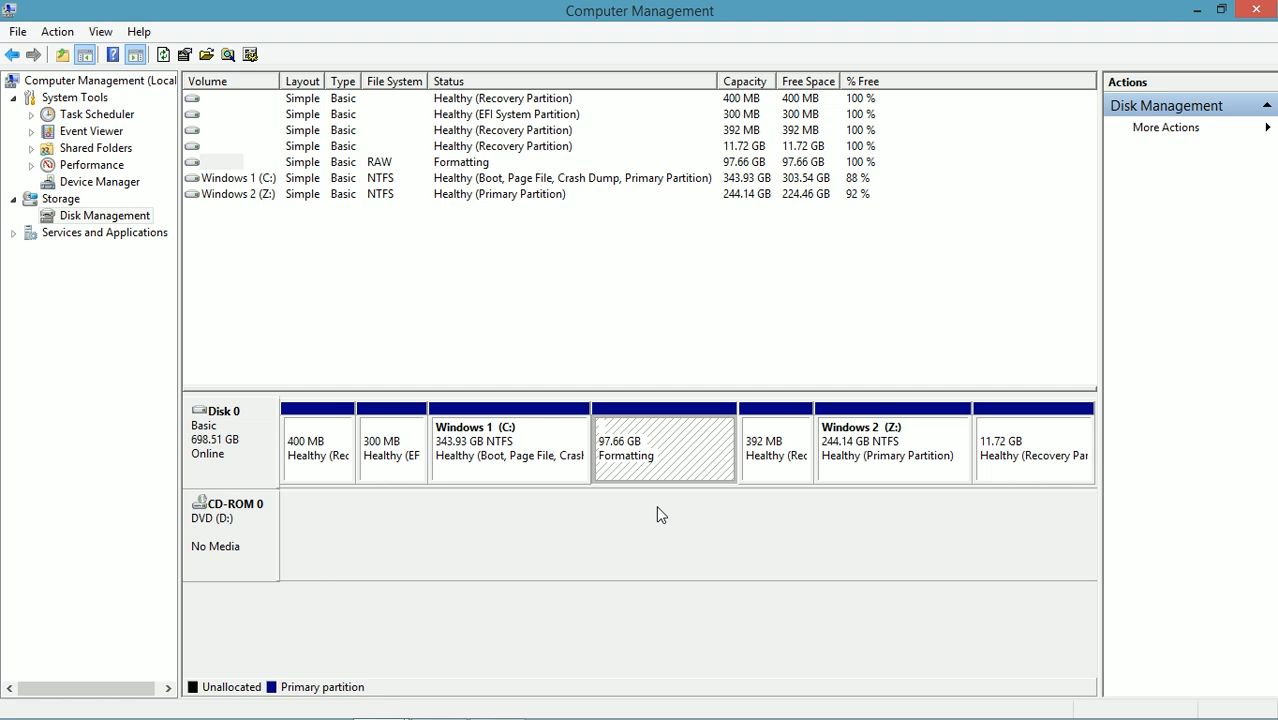 Computer Management
File Action View Help
Computer Management (Local
System Tools
Task Scheduler
Event Viewer
Shared Folders
Performance
Device Manager
Storage
Disk Management
Services and Applications
Volume Layout Type File System Status Capacity Free Space % Free
Simple Basic Healthy (Recovery Partition) 400 MB 400 MB 100 %
Simple Basic Healthy (EFI System Partition) 300 MB 300 MB 100 %
Simple Basic Healthy (Recovery Partition) 392 MB 392 MB 100 %
Simple Basic Healthy (Recovery Partition) 11.72 GB 11.72 GB 100 %
Simple Basic RAW Formatting 97.66 GB 97.66 GB 100 %
Windows 1 (C:) Simple Basic NTFS Healthy (Boot, Page File, Crash Dump, Primary Partition) 343.93 GB 303.54 GB 88 %
Windows 2 (Z:) Simple Basic NTFS Healthy (Primary Partition) 244.14 GB 224.46 GB 92 %
Disk 0
Basic
698.51 GB
Online
400 MB
Healthy (Rec
300 MB
Healthy (EF
Windows 1 (C:)
343.93 GB NTFS
Healthy (Boot, Page File, Crasl
97.66 GB
Formatting
392 MB
Healthy (Rec
Windows 2 (Z:)
244.14 GB NTFS
Healthy (Primary Partition)
11.72 GB
Healthy (Recovery Par
CD-ROM 0
DVD (D:)
No Media
Unallocated Primary partition
Actions
Disk Management
More Actions